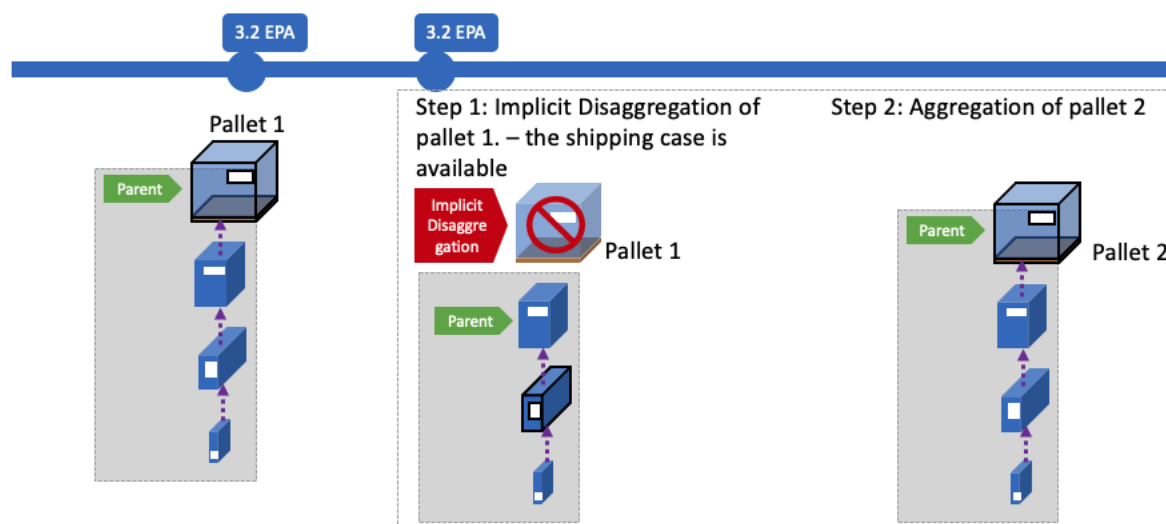 3.2 EPA
3.2 EPA
Pallet 1
Parent
Step 1: Implicit Disaggregation of
pallet 1. – the shipping case is
available
Implicit
Disaggre
gation
Pallet 1
Parent
Step 2: Aggregation of pallet 2
Parent
Pallet 2